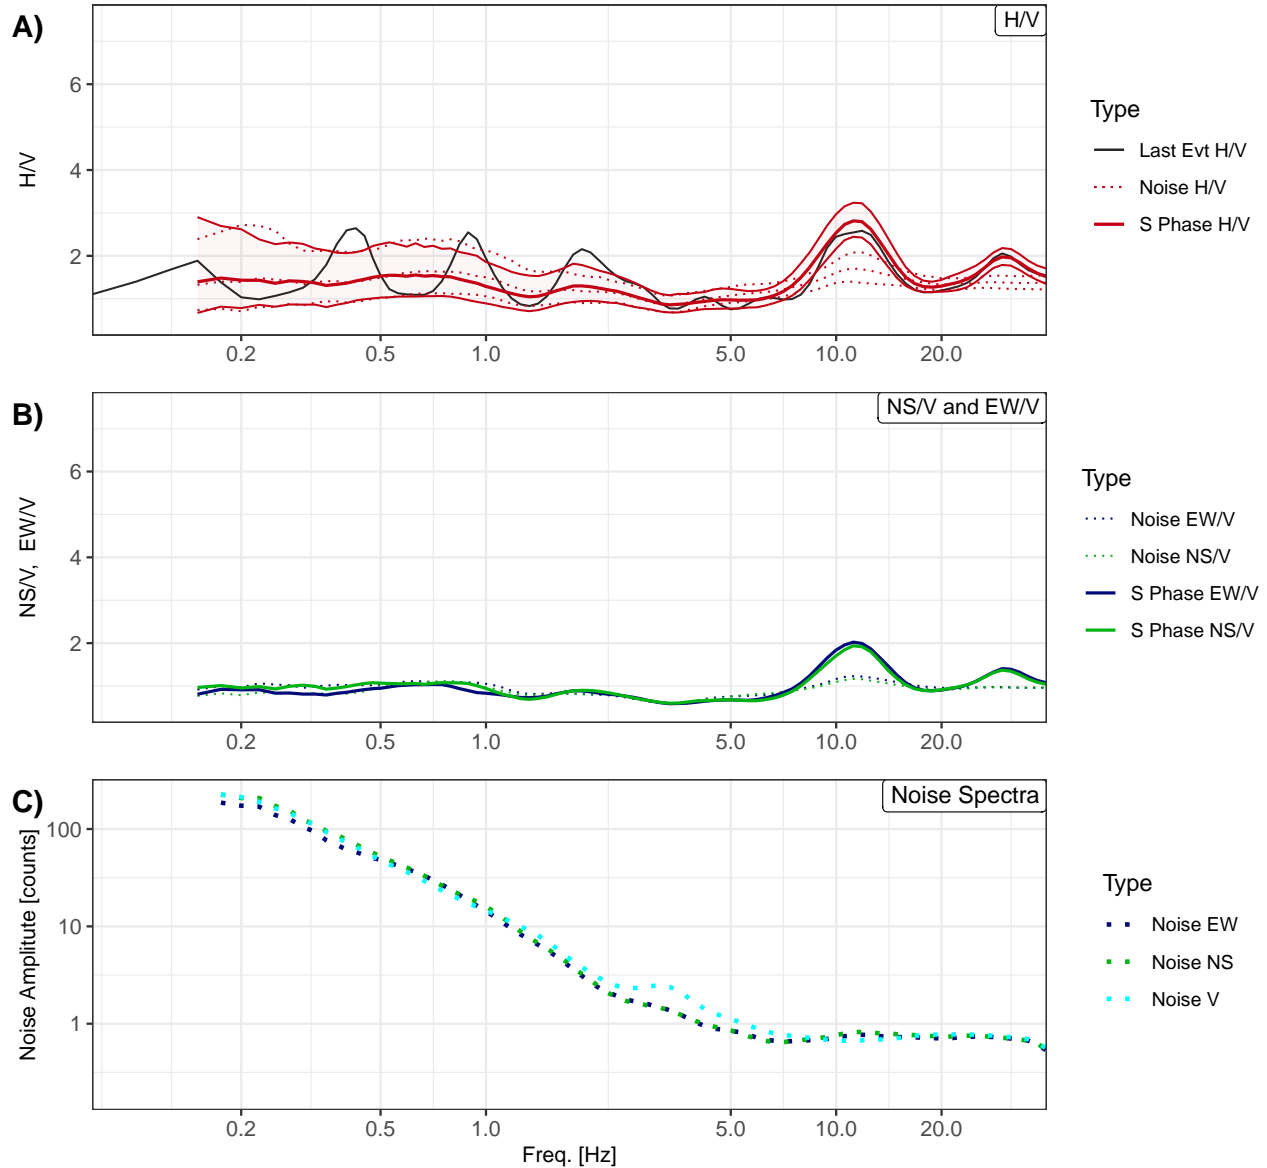 A)
H/V
6
4
2
H/V
0.2 0.5 1.0 5.0 10.0 20.0
Type
Last Evt H/V
Noise H/V
S Phase H/V
B)
NS/V and EW/V
6
4
2
NS/V, EW/V
0.2 0.5 1.0 5.0 10.0 20.0
Type
Noise EW/V
Noise NS/V
S Phase EW/V
S Phase NS/V
C)
Noise Spectra
100
10
1
Noise Amplitute [counts]
0.2 0.5 1.0 5.0 10.0 20.0
Freq. [Hz]
Type
Noise EW
Noise NS
Noise V